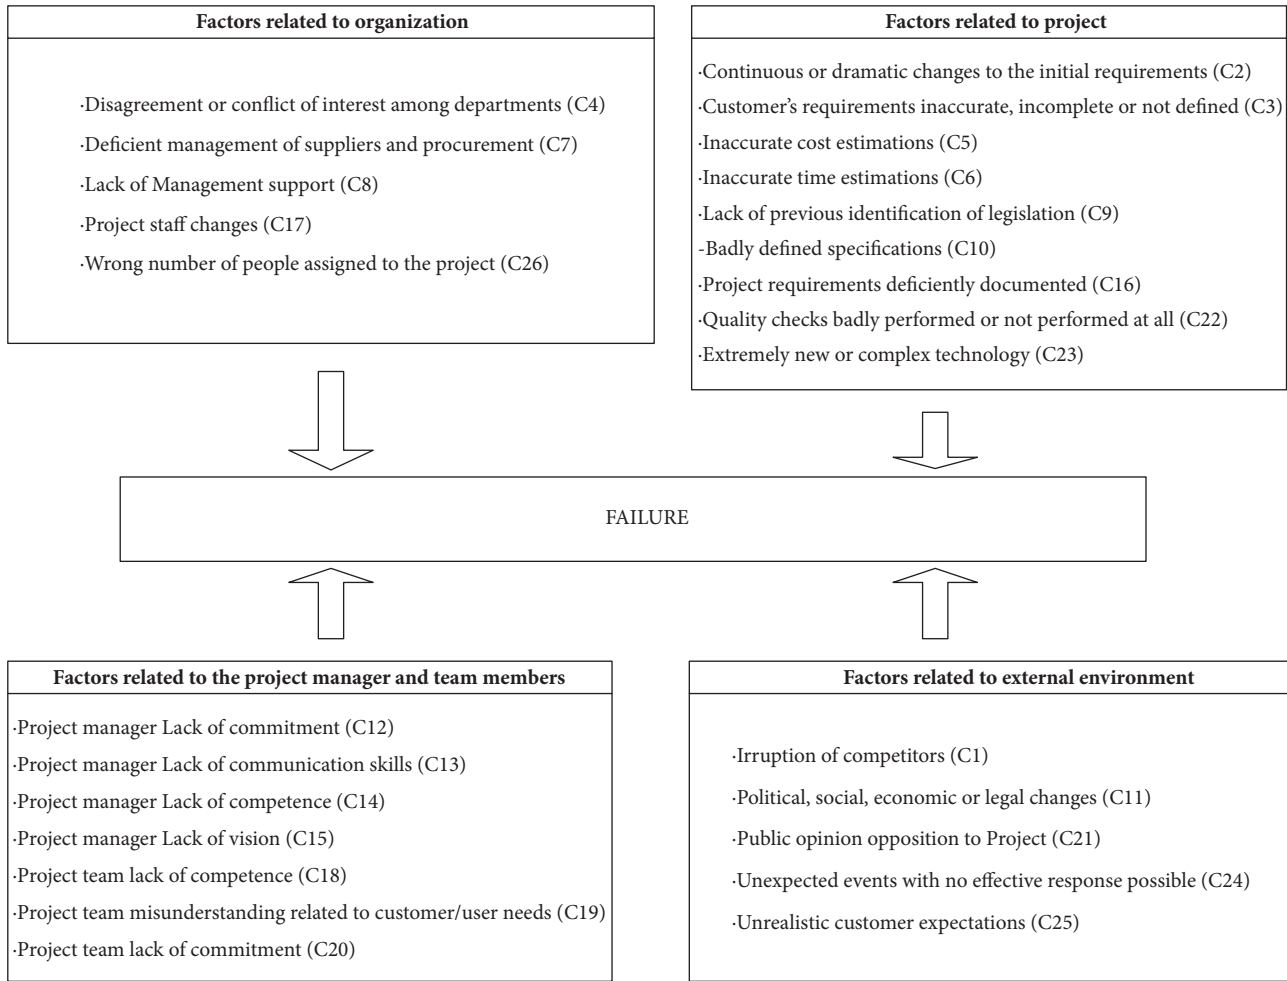 Factors related to organization
·Disagreement or conflict of interest among departments (C4)
·Deficient management of suppliers and procurement (C7)
·Lack of Management support (C8)
·Project staff changes (C17)
·Wrong number of people assigned to the project (C26)
Factors related to project
·Continuous or dramatic changes to the initial requirements (C2)
·Customer’s requirements inaccurate, incomplete or not defined (C3)
·Inaccurate cost estimations (C5)
·Inaccurate time estimations (C6)
·Lack of previous identification of legislation (C9)
-Badly defined specifications (C10)
·Project requirements deficiently documented (C16)
·Quality checks badly performed or not performed at all (C22)
·Extremely new or complex technology (C23)
FAILURE
Factors related to the project manager and team members
·Project manager Lack of commitment (C12)
·Project manager Lack of communication skills (C13)
·Project manager Lack of competence (C14)
·Project manager Lack of vision (C15)
·Project team lack of competence (C18)
·Project team misunderstanding related to customer/user needs (C19)
·Project team lack of commitment (C20)
Factors related to external environment
·Irruption of competitors (C1)
·Political, social, economic or legal changes (C11)
·Public opinion opposition to Project (C21)
·Unexpected events with no effective response possible (C24)
·Unrealistic customer expectations (C25)